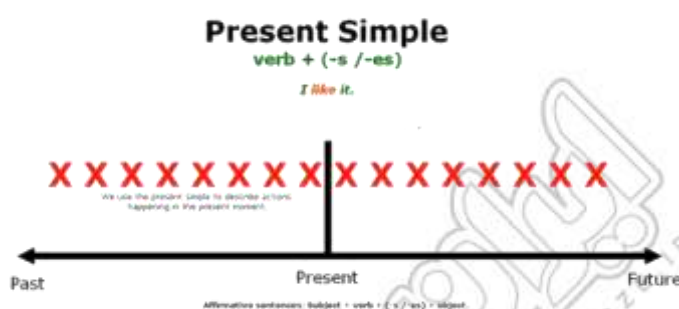 Present Simple
verb + (-s /-es)
I like it.
X X X X X X X X X X X X X X X X
We use the present simple to describe actions
happening in the present moment.
Past
Present
Future
Affirmative sentences: Subject + verb + (-s /-es) + object.